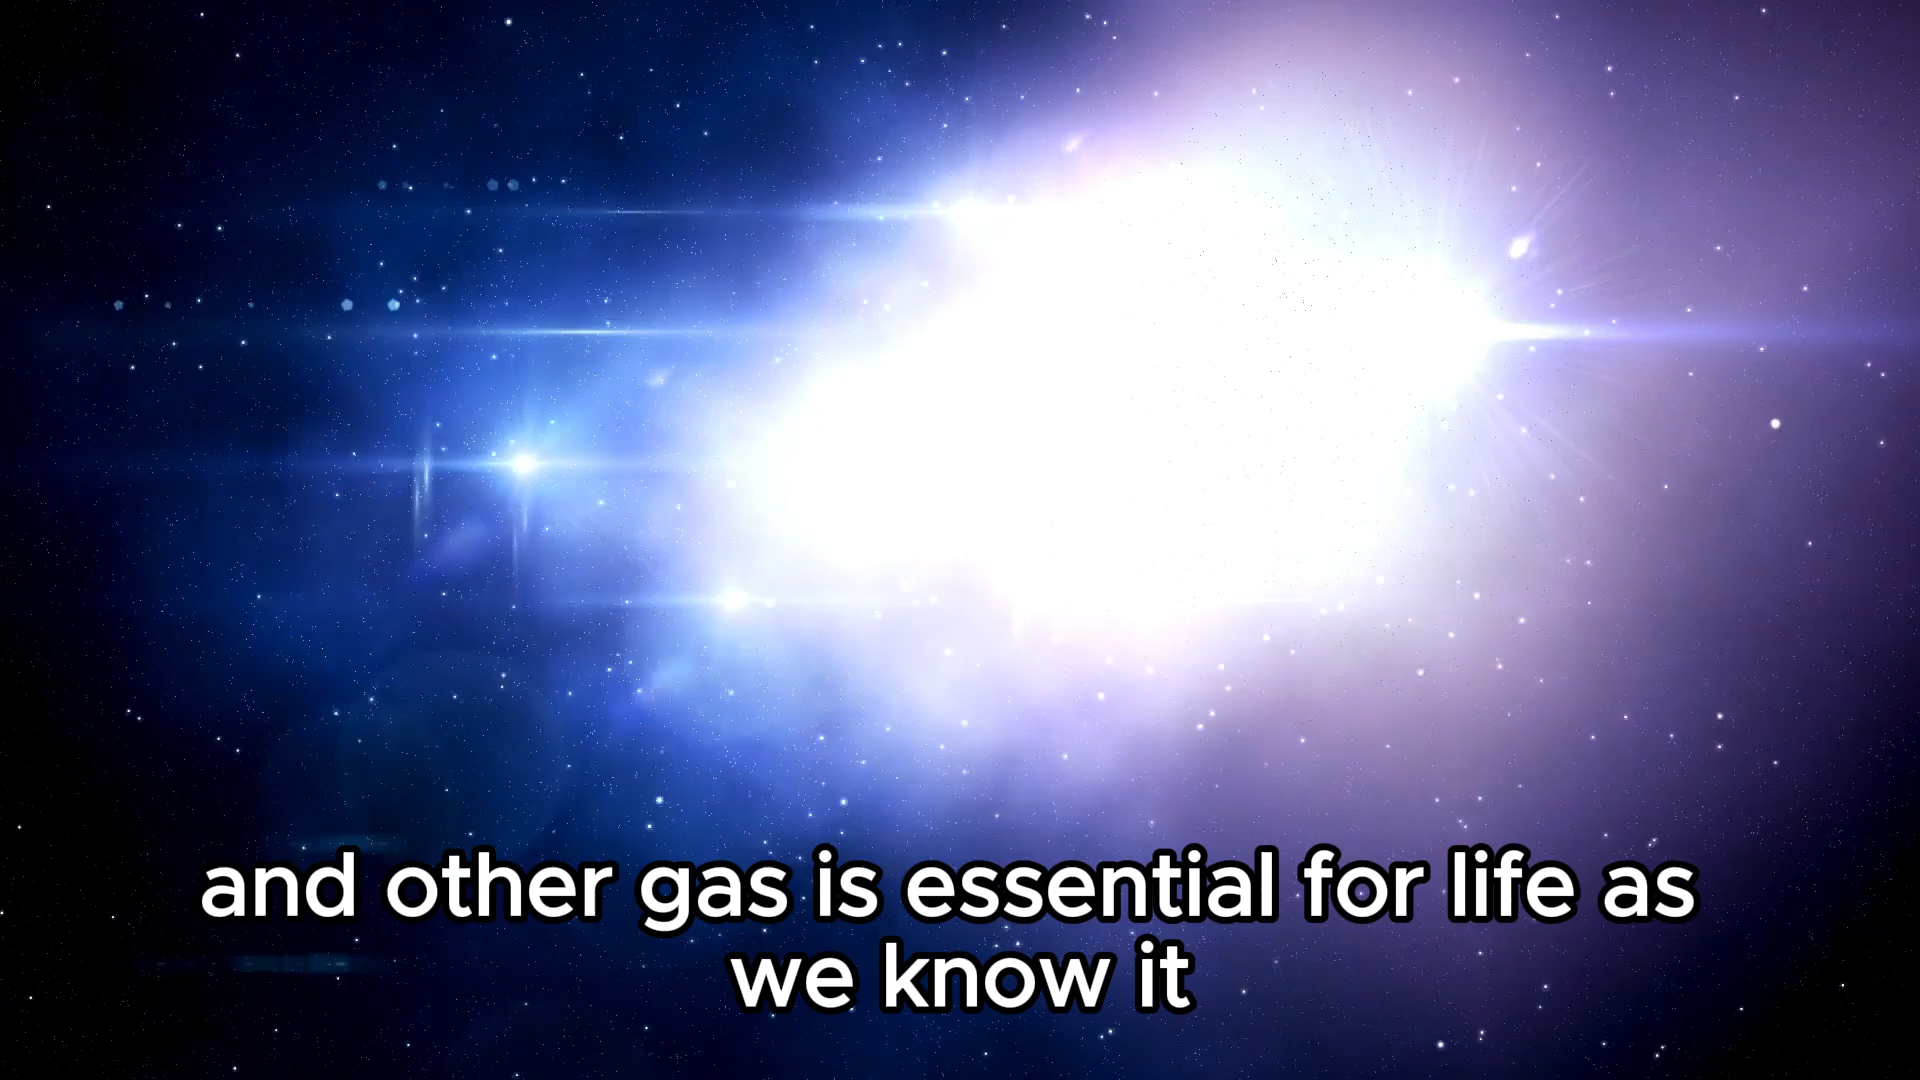 and other gas is essential for life as
we know it